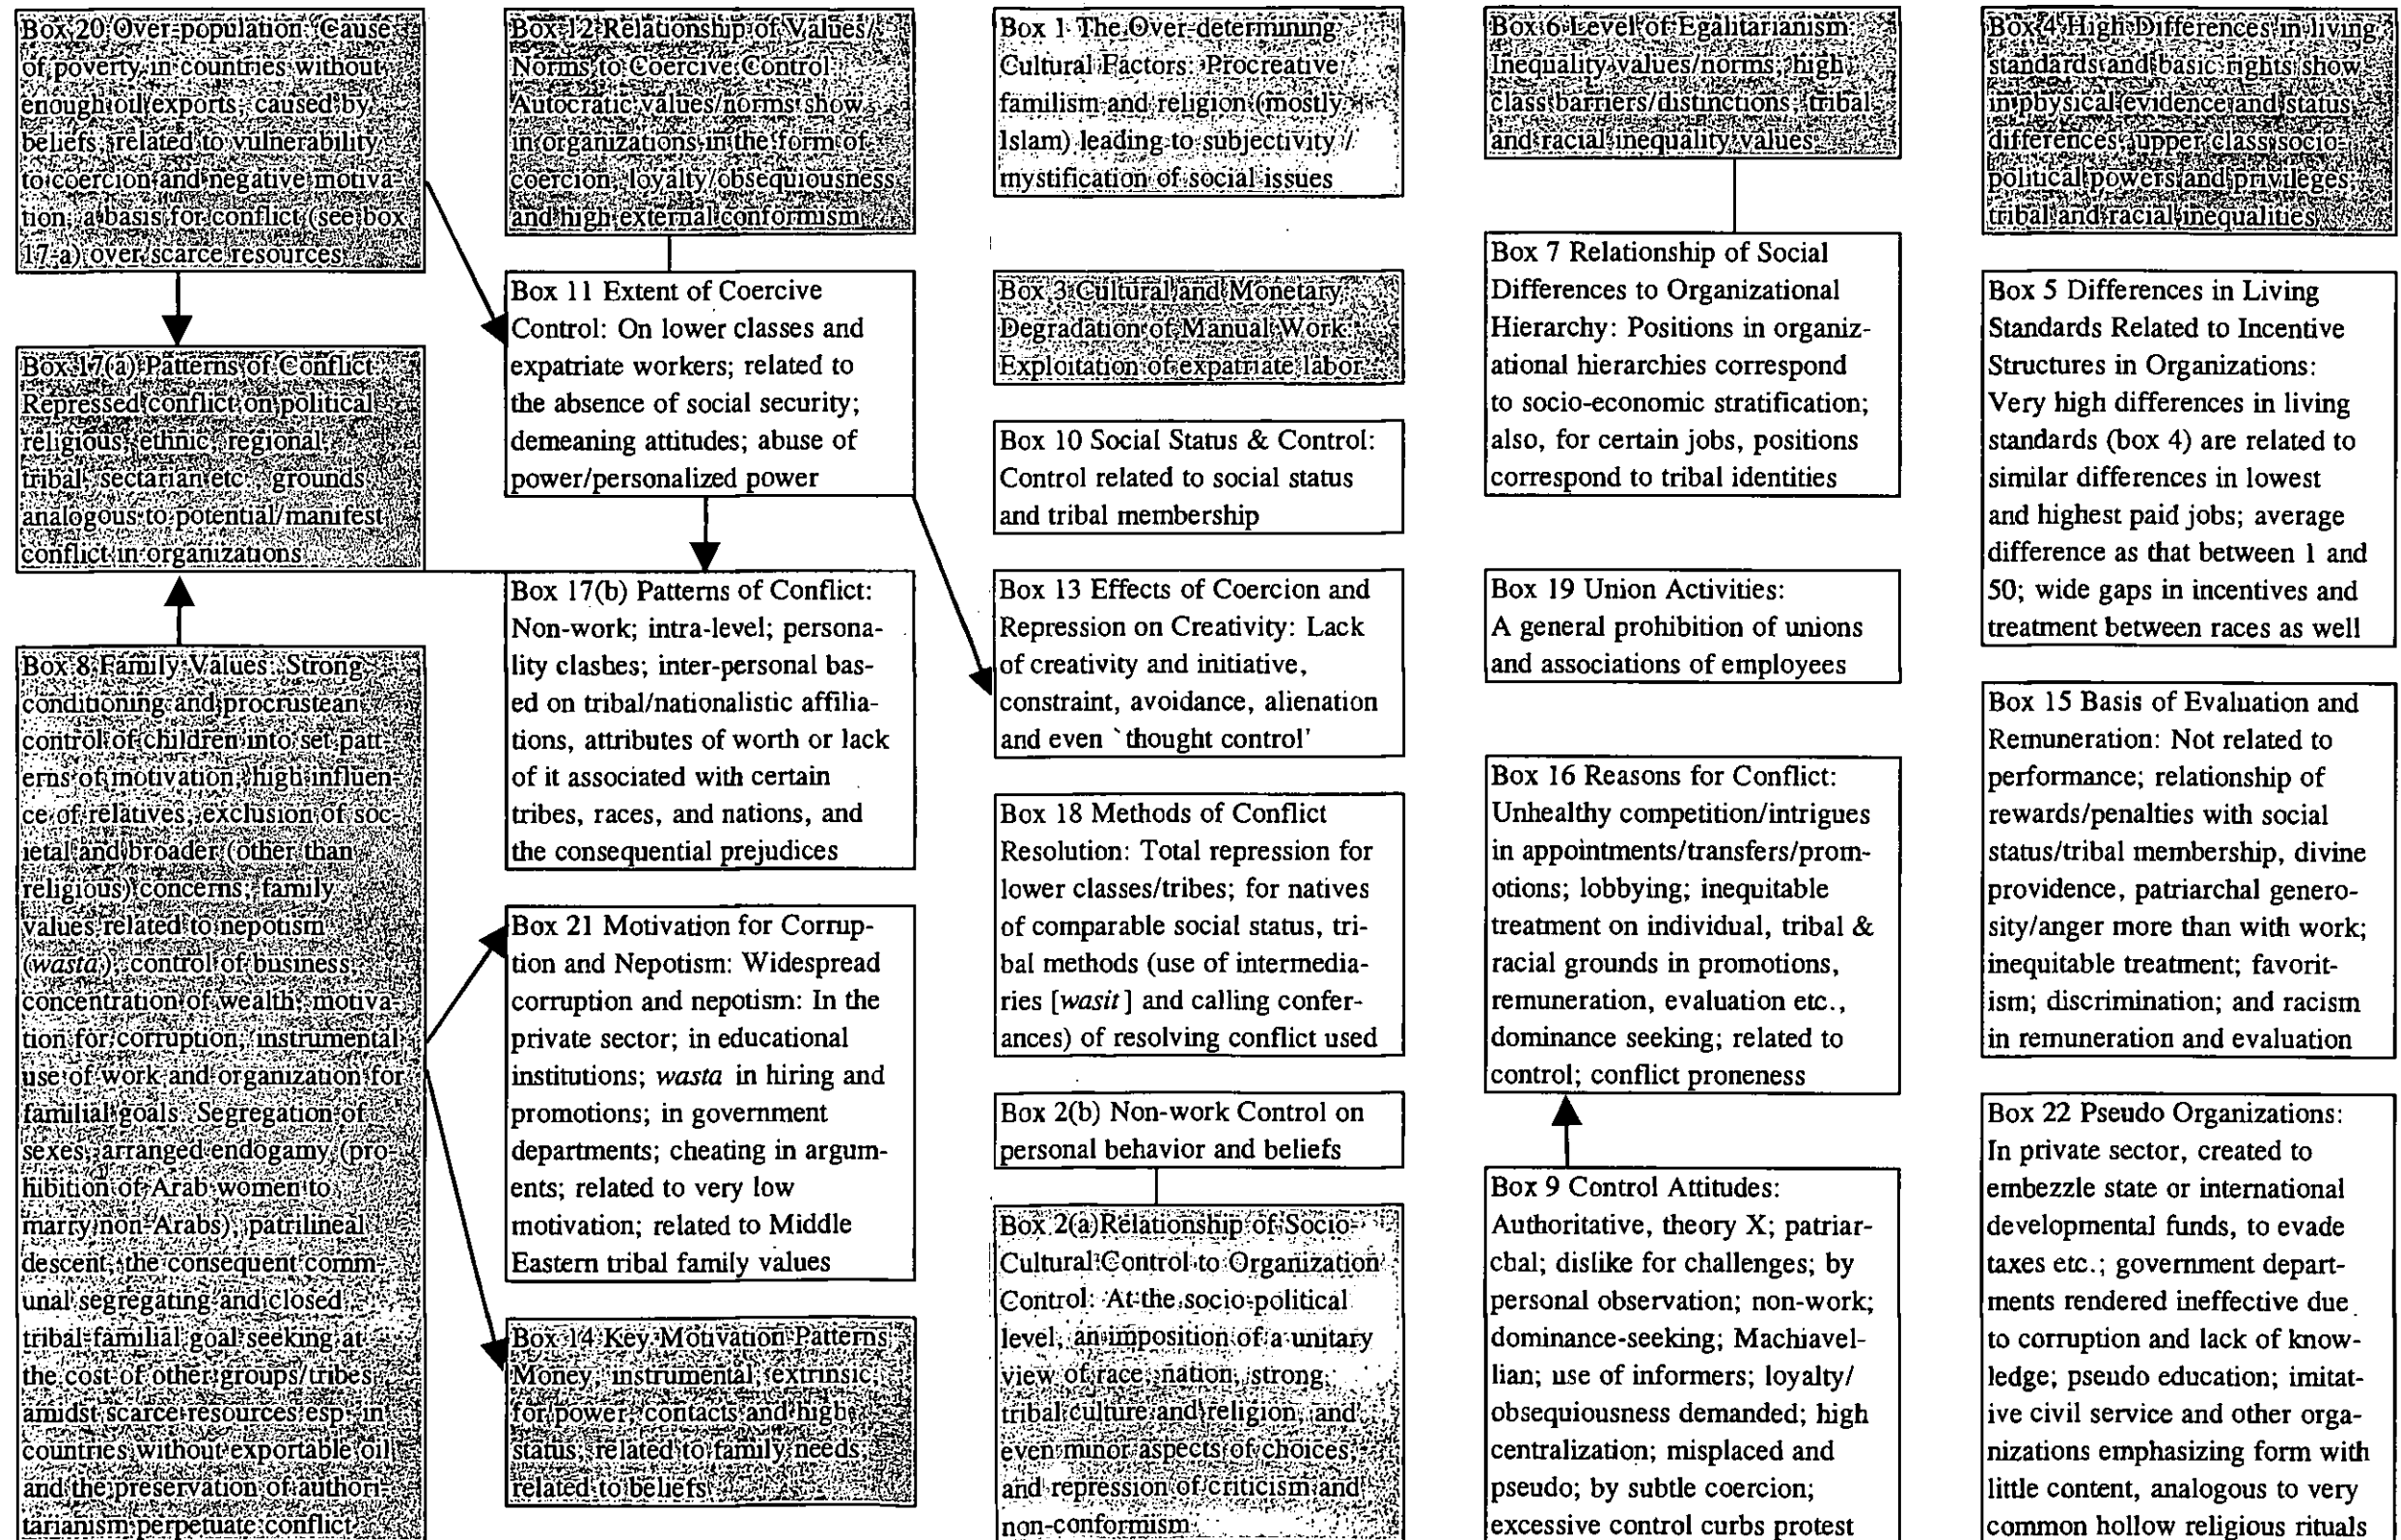 Box 20 Over-population Cause
of poverty in countries without
enough oil exports, caused by
beliefs, related to vulnerability
to coercion and negative motiva-
tion, a basis for conflict (see box
17-a) over scarce resources
Box 17(a) Patterns of Conflict
Repressed conflict on political
religious, ethnic, regional,
tribal, sectarian etc. grounds
analogous to potential/manifest
conflict in organizations
Box 8 Family Values: Strong
conditioning and procrustean
control of children into set patt-
erns of motivation, high influen-
ce of relatives, exclusion of soc-
ietal and broader (other than
religious) concerns, family
values related to nepotism
(wasta), control of business,
concentration of wealth, motiva-
tion for corruption, instrumental
use of work and organization for
familial goals. Segregation of
sexes, arranged endogamy (pro-
hibition of Arab women to
marry non-Arabs), patrilineal
descent, the consequent comm-
unal segregating and closed
tribal familial goal seeking at
the cost of other groups/tribes
amidst scarce resources esp. in
countries without exportable oil
and the preservation of authori-
tarianism perpetuate conflict
Box 12 Relationship of Values/
Norms to Coercive Control
Autocratic values/norms show
in organizations in the form of
coercion, loyalty/obsequiousness
and high external conformism
Box 11 Extent of Coercive
Control: On lower classes and
expatriate workers; related to
the absence of social security;
demeaning attitudes; abuse of
power/personalized power
Box 17(b) Patterns of Conflict:
Non-work; intra-level; persona-
lity clashes; inter-personal bas-
ed on tribal/nationalistic affilia-
tions, attributes of worth or lack
of it associated with certain
tribes, races, and nations, and
the consequential prejudices
Box 21 Motivation for Corrup-
tion and Nepotism: Widespread
corruption and nepotism: In the
private sector; in educational
institutions; wasta in hiring and
promotions; in government
departments; cheating in argum-
ents; related to very low
motivation; related to Middle
Eastern tribal family values
Box 14 Key Motivation Patterns
Money, instrumental, extrinsic,
for power, contacts and high
status, related to family needs
related to beliefs
Box 1 The Over-determining
Cultural Factors: Procreative
familism and religion (mostly
Islam) leading to subjectivity /
mystification of social issues
Box 3 Cultural and Monetary
Degradation of Manual Work
Exploitation of expatriate labor
Box 10 Social Status & Control:
Control related to social status
and tribal membership
Box 13 Effects of Coercion and
Repression on Creativity: Lack
of creativity and initiative,
constraint, avoidance, alienation
and even `thought control'
Box 18 Methods of Conflict
Resolution: Total repression for
lower classes/tribes; for natives
of comparable social status, tri-
bal methods (use of intermedia-
ries [wasit] and calling confer-
ances) of resolving conflict used
Box 2(b) Non-work Control on
personal behavior and beliefs
Box 2(a) Relationship of Socio-
Cultural Control to Organization
Control: At the socio-political
level, an imposition of a unitary
view of race, nation, strong,
tribal culture and religion, and
even minor aspects of choices,
and repression of criticism and
non-conformism
Box 6 Level of Egalitarianism
Inequality values/norms, high
class barriers/distinctions, tribal
and racial inequality values
Box 7 Relationship of Social
Differences to Organizational
Hierarchy: Positions in organiz-
ational hierarchies correspond
to socio-economic stratification;
also, for certain jobs, positions
correspond to tribal identities
Box 19 Union Activities:
A general prohibition of unions
and associations of employees
Box 16 Reasons for Conflict:
Unhealthy competition/intrigues
in appointments/transfers/prom-
otions; lobbying; inequitable
treatment on individual, tribal &
racial grounds in promotions,
remuneration, evaluation etc.,
dominance seeking; related to
control; conflict proneness
Box 9 Control Attitudes:
Authoritative, theory X; patriar-
chal; dislike for challenges; by
personal observation; non-work;
dominance-seeking; Machiavel-
lian; use of informers; loyalty/
obsequiousness demanded; high
centralization; misplaced and
pseudo; by subtle coercion;
excessive control curbs protest
Box 4 High Differences in living
standards and basic rights show
in physical evidence and status
differences, upper class socio-
political powers and privileges
tribal and racial inequalities
Box 5 Differences in Living
Standards Related to Incentive
Structures in Organizations:
Very high differences in living
standards (box 4) are related to
similar differences in lowest
and highest paid jobs; average
difference as that between 1 and
50; wide gaps in incentives and
treatment between races as well
Box 15 Basis of Evaluation and
Remuneration: Not related to
performance; relationship of
rewards/penalties with social
status/tribal membership, divine
providence, patriarchal genero-
sity/anger more than with work;
inequitable treatment; favorit-
ism; discrimination; and racism
in remuneration and evaluation
Box 22 Pseudo Organizations:
In private sector, created to
embezzle state or international
developmental funds, to evade
taxes etc.; government depart-
ments rendered ineffective due
to corruption and lack of know-
ledge; pseudo education; imitat-
ive civil service and other orga-
nizations emphasizing form with
little content, analogous to very
common hollow religious rituals